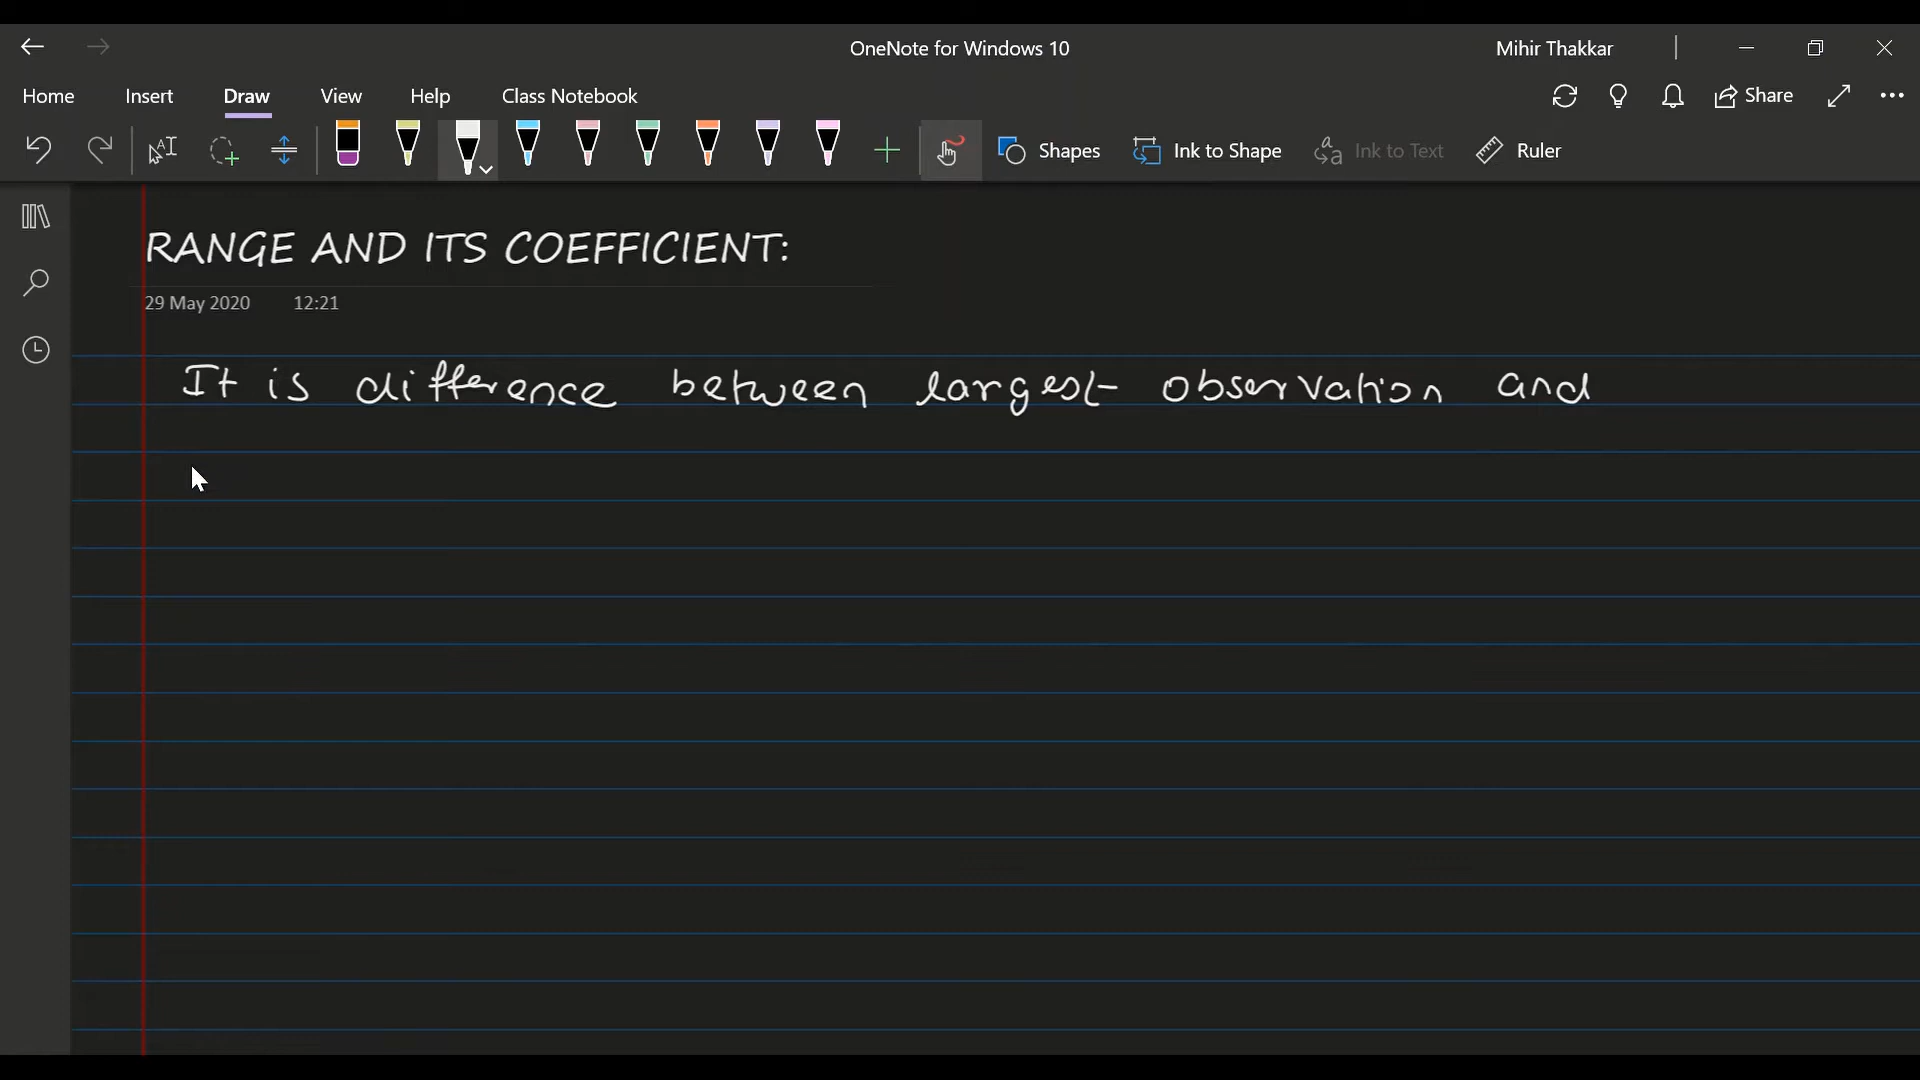 OneNote for Windows 10
Mihir Thakkar
Home Insert Draw View Help Class Notebook Share
Shapes Ink to Shape Ink to Text Ruler
RANGE AND ITS COEFFICIENT:
29 May 2020 12:21
It is difference between largest observation and